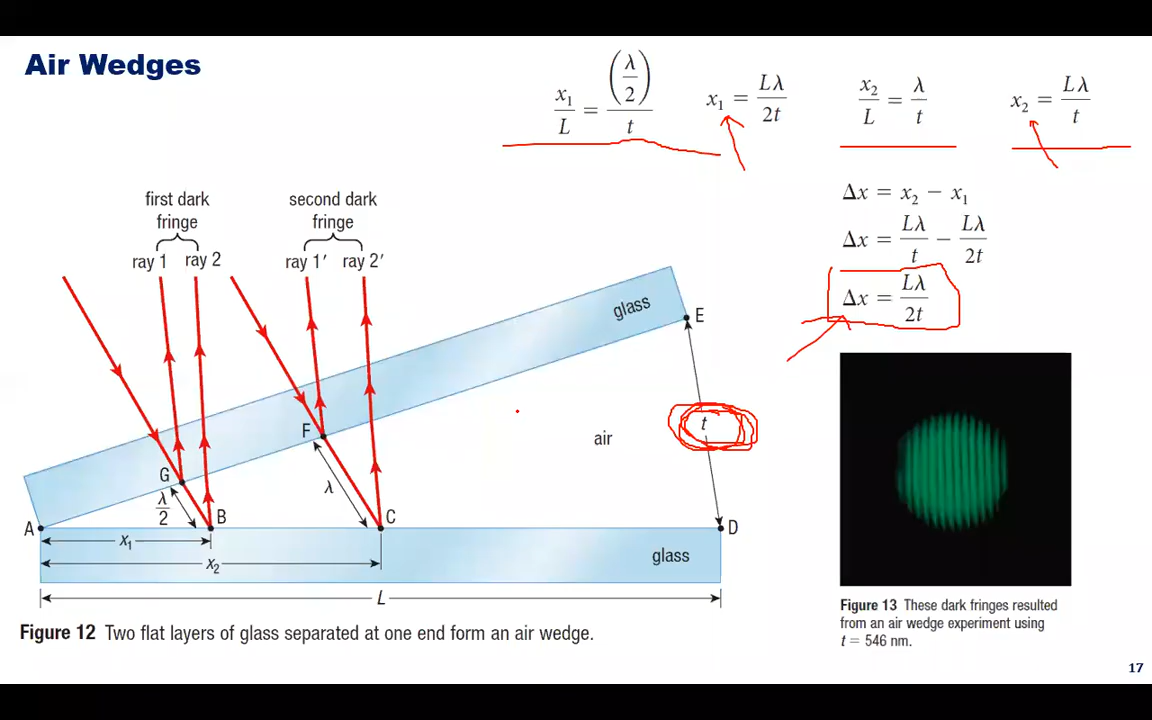 Air Wedges
x₁/L = (λ/2)/t
x₁ = Lλ/2t
x₂/L = λ/t
x₂ = Lλ/t
Δx = x₂ − x₁
Δx = Lλ/t − Lλ/2t
Δx = Lλ/2t
first dark
fringe
ray 1 ray 2
second dark
fringe
ray 1′ ray 2′
glass
E
t
air
F
G
λ
λ/2
A
B
C
D
x₁
x₂
glass
L
Figure 12 Two flat layers of glass separated at one end form an air wedge.
Figure 13 These dark fringes resulted
from an air wedge experiment using
t = 546 nm.
17